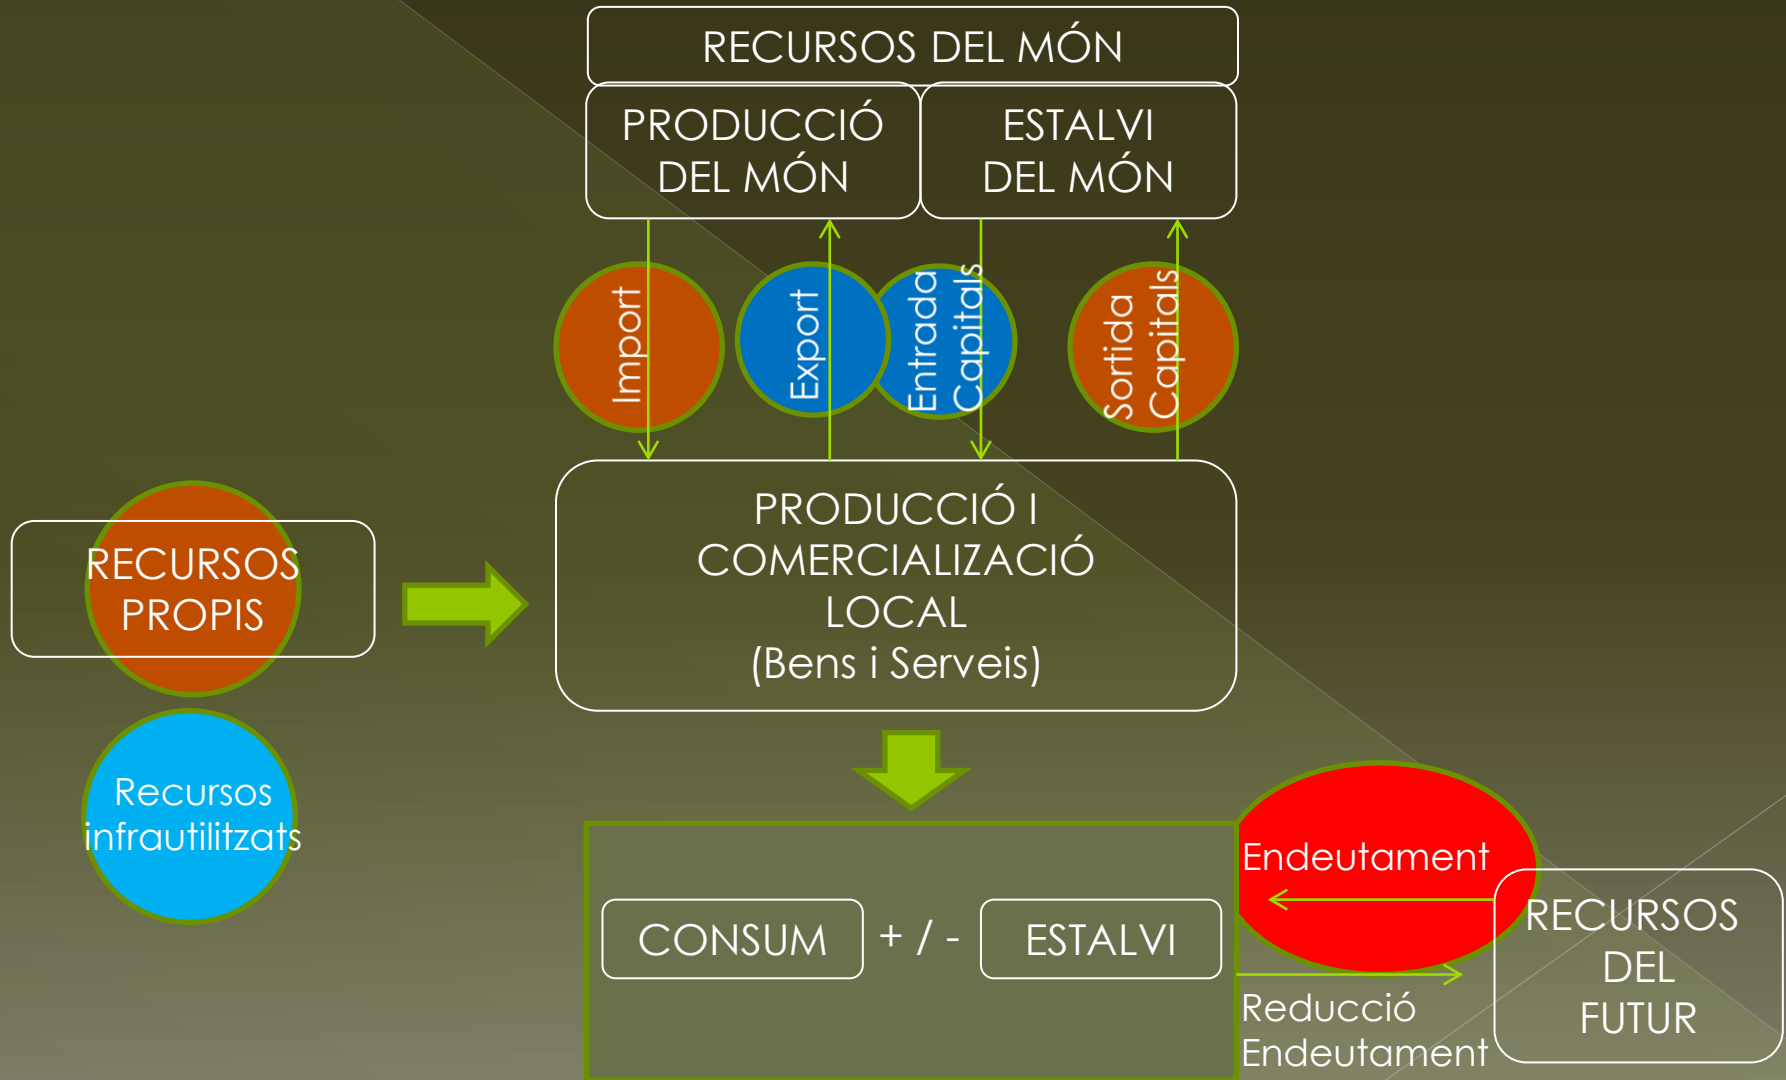 RECURSOS DEL MÓN
PRODUCCIÓ
DEL MÓN
ESTALVI
DEL MÓN
Import
Export
Entrada
Capitals
Sortida
Capitals
RECURSOS
PROPIS
PRODUCCIÓ I
COMERCIALIZACIÓ
LOCAL
(Bens i Serveis)
Recursos
infrautilitzats
CONSUM
+ / -
ESTALVI
Endeutament
RECURSOS
DEL
FUTUR
Reducció
Endeutament